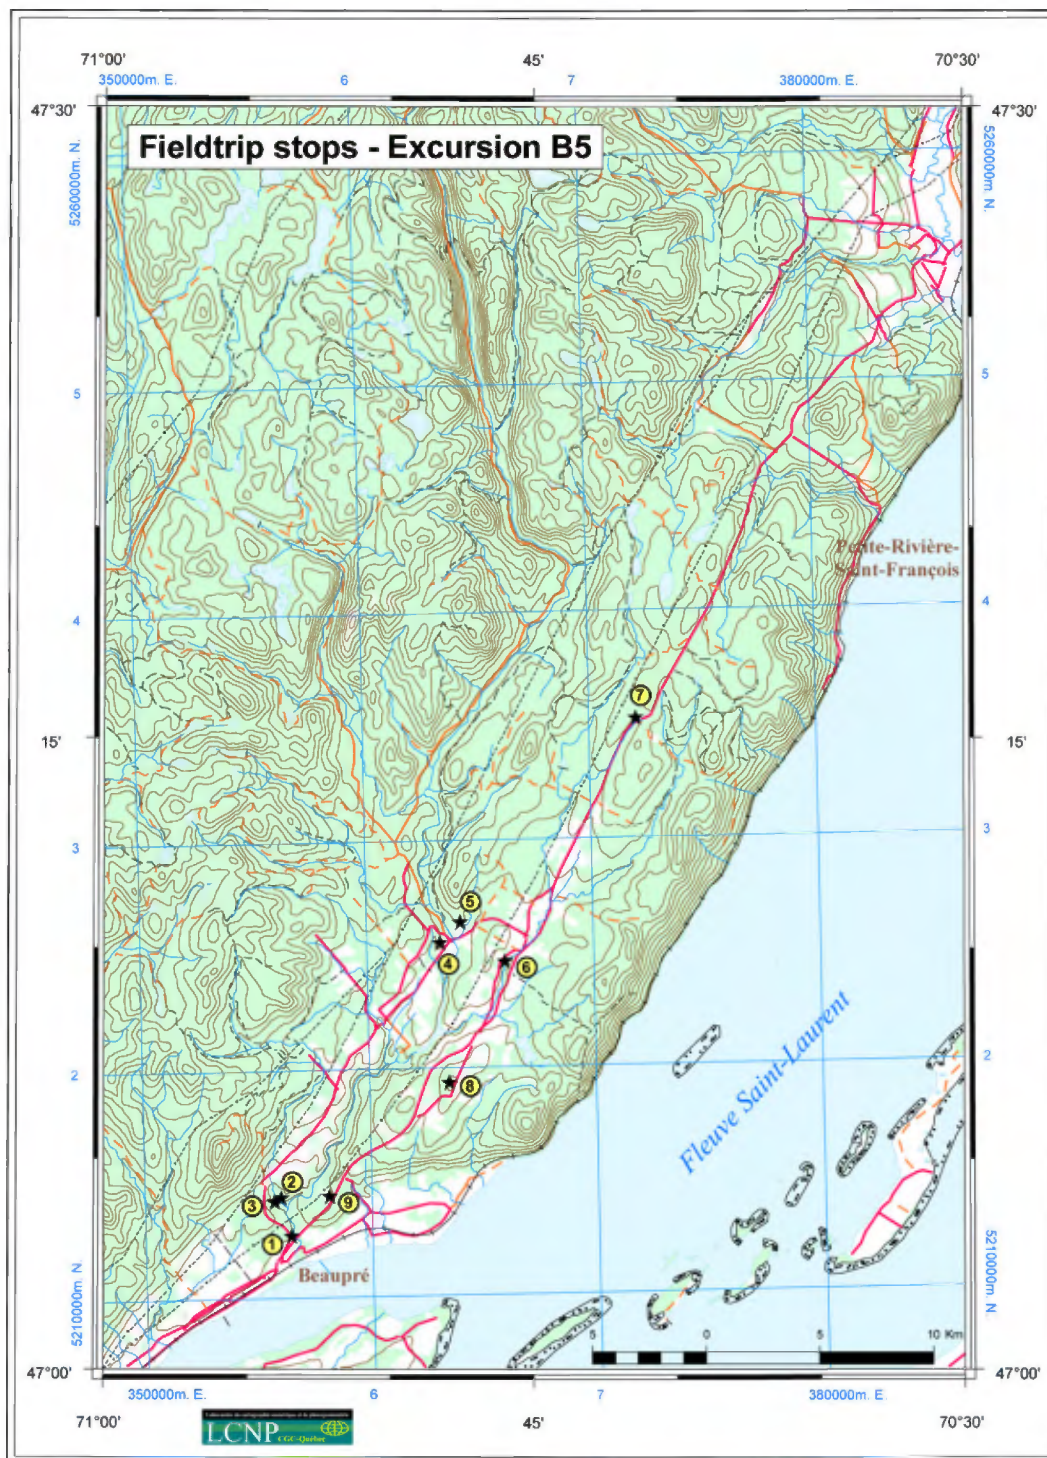 71°00'
45'
70°30'
350000m. E.
6
7
380000m. E.
47°30'
47°30'
Fieldtrip stops - Excursion B5
5260000m. N.
5260000m. N.
5
5
Petite-Rivière-
Saint-François
4
4
7
15'
15'
3
3
5
4
6
2
2
8
Fleuve Saint-Laurent
2
3
9
1
Beaupré
5210000m. N.
5210000m. N.
5
0
5
10 Km
47°00'
47°00'
350000m. E.
6
7
380000m. E.
71°00'
45'
70°30'
LCNP
CGC-Québec